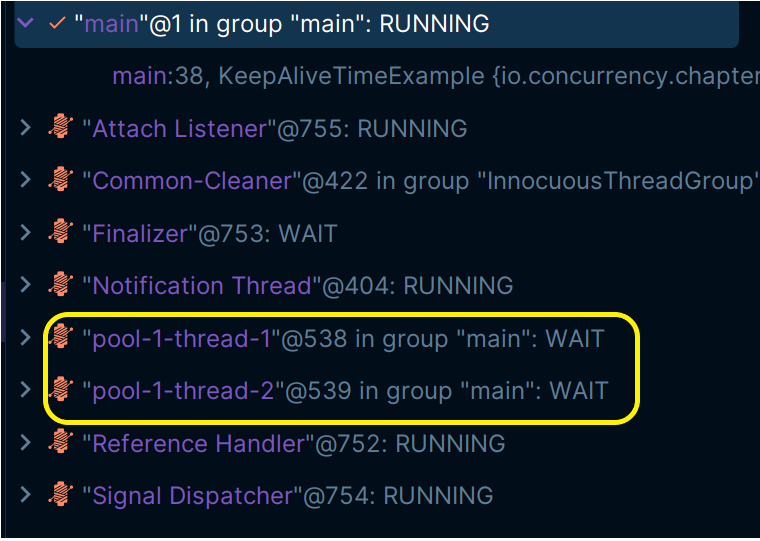 "main"@1 in group "main": RUNNING
main:38, KeepAliveTimeExample {io.concurrency.chapter
"Attach Listener"@755: RUNNING
"Common-Cleaner"@422 in group "InnocuousThreadGroup"
"Finalizer"@753: WAIT
"Notification Thread"@404: RUNNING
"pool-1-thread-1"@538 in group "main": WAIT
"pool-1-thread-2"@539 in group "main": WAIT
"Reference Handler"@752: RUNNING
"Signal Dispatcher"@754: RUNNING